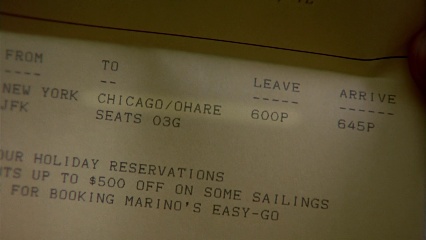 FROM TO LEAVE ARRIVE
---- -- ----- ------
NEW YORK CHICAGO/OHARE 600P 645P
JFK SEATS 03G
OUR HOLIDAY RESERVATIONS
UP TO $500 OFF ON SOME SAILINGS
FOR BOOKING MARINO'S EASY-GO